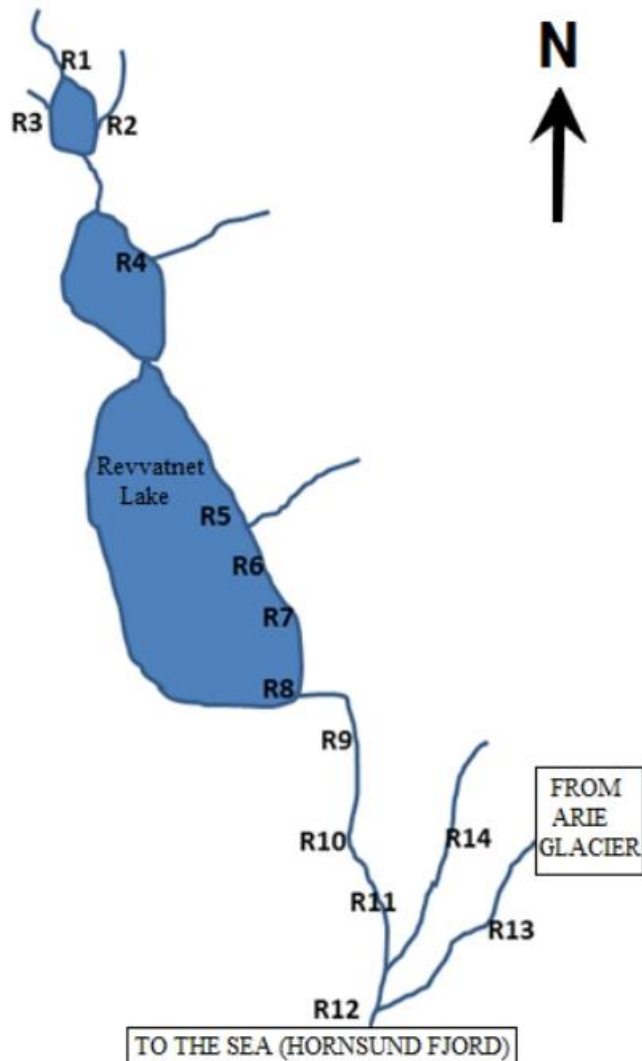 N
R1
R3
R2
R4
Revvatnet
Lake
R5
R6
R7
R8
R9
FROM
ARIE
GLACIER
R10
R14
R11
R13
R12
TO THE SEA (HORNSUND FJORD)